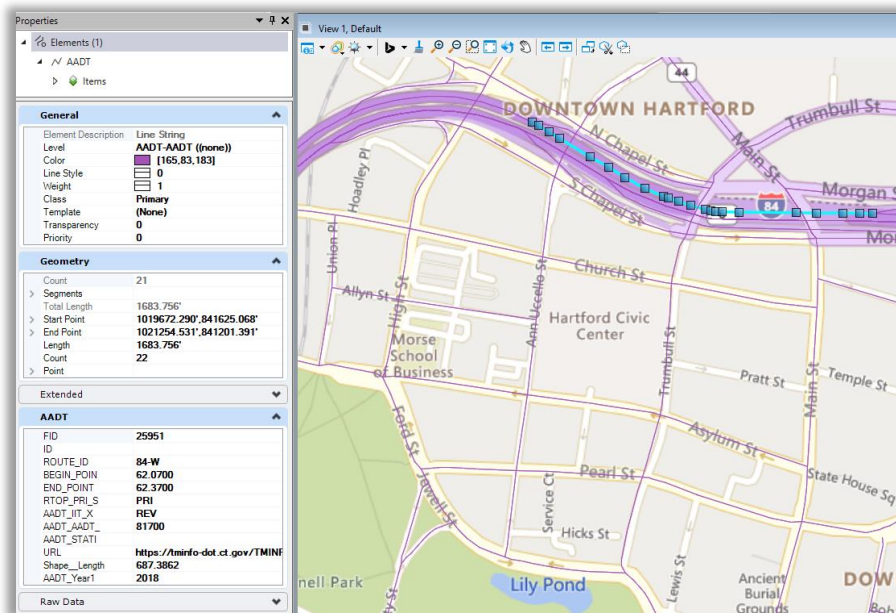 Properties
Elements (1)
AADT
Items
General
Element Description Line String
Level AADT-AADT ((none))
Color [165,83,183]
Line Style 0
Weight 1
Class Primary
Template (None)
Transparency 0
Priority 0
Geometry
Count 21
Segments
Total Length 1683.756'
Start Point 1019672.290',841625.068'
End Point 1021254.531',841201.391'
Length 1683.756'
Count 22
Point
Extended
AADT
FID 25951
ID
ROUTE_ID 84-W
BEGIN_POIN 62.0700
END_POINT 62.3700
RTOP_PRI_S PRI
AADT_IIT_X REV
AADT_AADT_ 81700
AADT_STATI
URL https://tminfo-dot.ct.gov/TMINF
Shape__Length 687.3862
AADT_Year1 2018
Raw Data
View 1, Default
44
DOWNTOWN HARTFORD
Trumbull St
N Chapel St
Main St
Hoadley Pl
S Chapel St
Morgan S
84
Mor
Union Pl
Church St
Allyn St
High St
Ann Uccello St
Hartford Civic
Center
Trumbull St
Morse
School
of Business
Pratt St
Temple St
Main St
Ford St
Asylum St
Pearl St
State House Sq
Jewell St
Service Ct
Hicks St
Lewis St
nell Park
Lily Pond
Ancient
Burial
Grounds
DOW